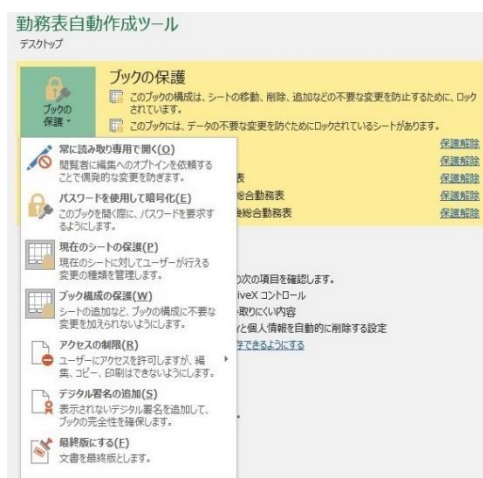 勤務表自動作成ツール
デスクトップ
ブックの保護
このブックの構成は、シートの移動、削除、追加などの不要な変更を防止するために、ロック
されています。
このブックには、データの不要な変更を防ぐためにロックされているシートがあります。
ブックの
保護
保護解除
表 保護解除
総合勤務表 保護解除
総合勤務表 保護解除
常に読み取り専用で開く(O)
閲覧者に編集へのオプトインを依頼する
ことで偶発的な変更を防ぎます。
パスワードを使用して暗号化(E)
このブックを開く際に、パスワードを要求す
るようにします。
現在のシートの保護(P)
現在のシートに対してユーザーが行える
変更の種類を管理します。
ブック構成の保護(W)
シートの追加など、ブックの構成に不要な
変更を加えられないようにします。
アクセスの制限(R)
ユーザーにアクセスを許可しますが、編
集、コピー、印刷はできないようにします。
デジタル署名の追加(S)
表示されないデジタル署名を追加して、
ブックの完全性を確保します。
最終版にする(F)
文書を最終版とします。
の次の項目を確認します。
iveX コントロール
取りにくい内容
と個人情報を自動的に削除する設定
存できるようにする